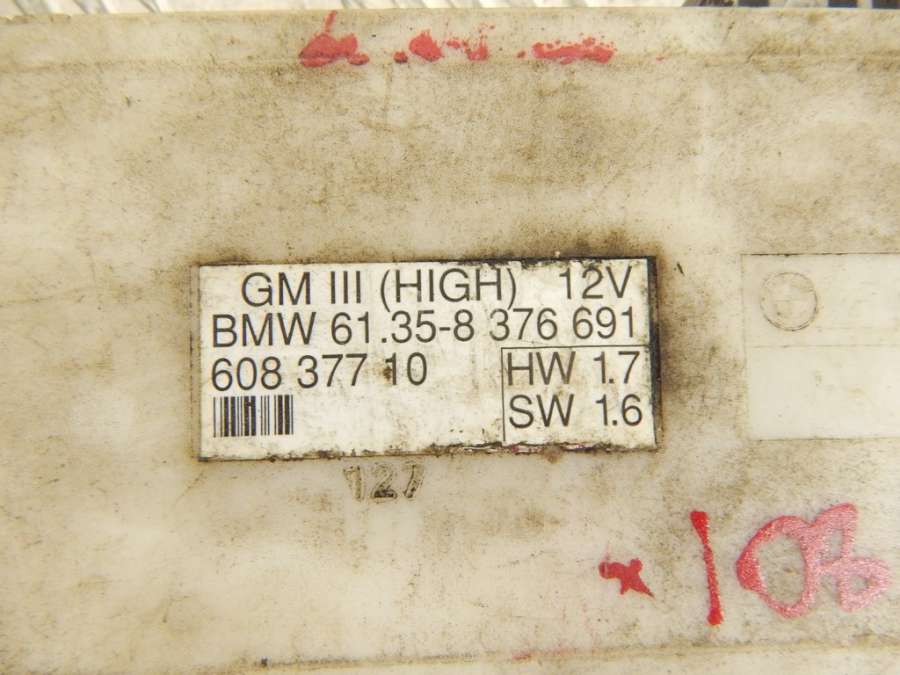 GM III (HIGH) 12V
BMW 61.35-8 376 691
608 377 10
HW 1.7
SW 1.6
127